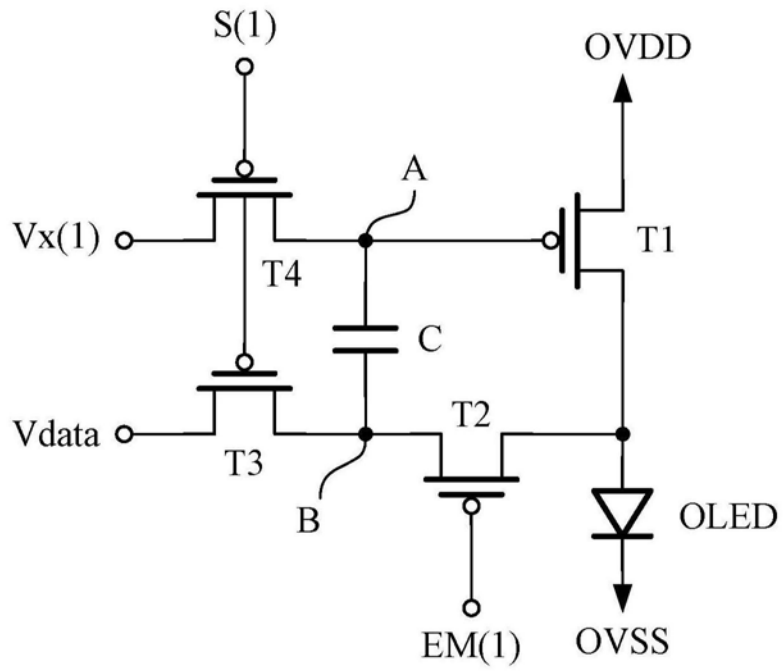 S(1)
OVDD
A
Vx(1)
T4
T1
C
Vdata
T3
T2
B
OLED
EM(1)
OVSS